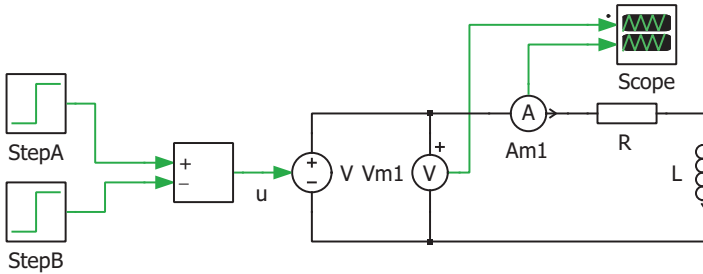 Scope
StepA
+
−
StepB
u
+
−
V
Vm1
+
V
A
Am1
R
L